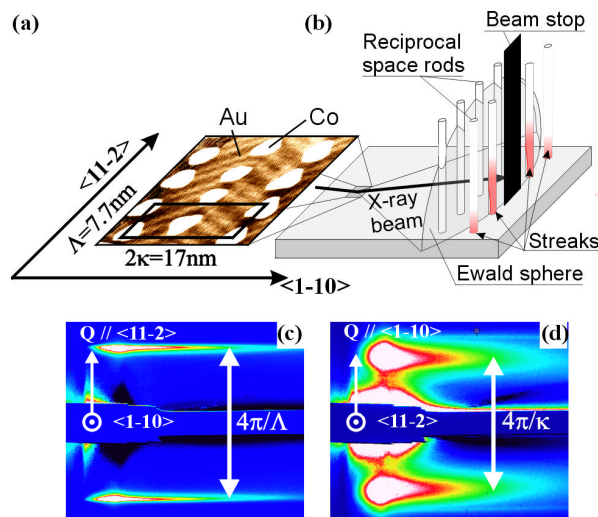 (a)
(b)
Beam stop
Reciprocal
space rods
Au
Co
<11-2>
Λ=7.7nm
X-ray
beam
2κ=17nm
Streaks
Ewald sphere
<1-10>
Q // <11-2>
(c)
<1-10>
4π/Λ
Q // <1-10>
(d)
<11-2>
4π/κ